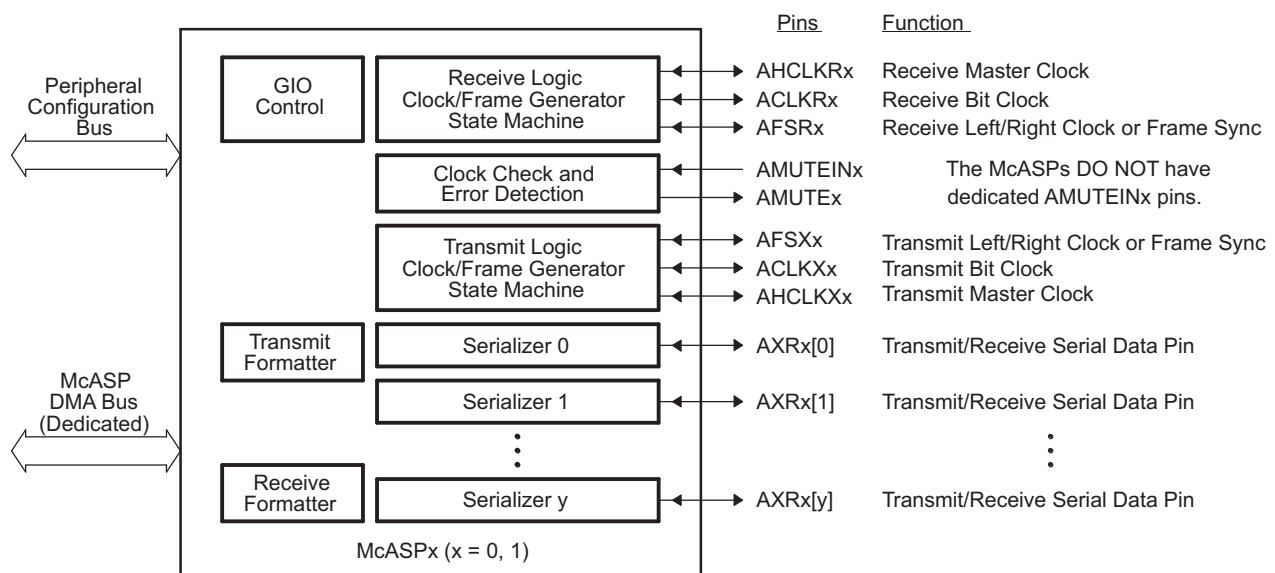 Pins Function
Peripheral
Configuration
Bus
GIO
Control
Receive Logic
Clock/Frame Generator
State Machine
AHCLKRx Receive Master Clock
ACLKRx Receive Bit Clock
AFSRx Receive Left/Right Clock or Frame Sync
Clock Check and
Error Detection
AMUTEINx
AMUTEx
The McASPs DO NOT have
dedicated AMUTEINx pins.
Transmit Logic
Clock/Frame Generator
State Machine
AFSXx Transmit Left/Right Clock or Frame Sync
ACLKXx Transmit Bit Clock
AHCLKXx Transmit Master Clock
McASP
DMA Bus
(Dedicated)
Transmit
Formatter
Serializer 0
AXRx[0] Transmit/Receive Serial Data Pin
Serializer 1
AXRx[1] Transmit/Receive Serial Data Pin
Receive
Formatter
Serializer y
AXRx[y] Transmit/Receive Serial Data Pin
McASPx (x = 0, 1)